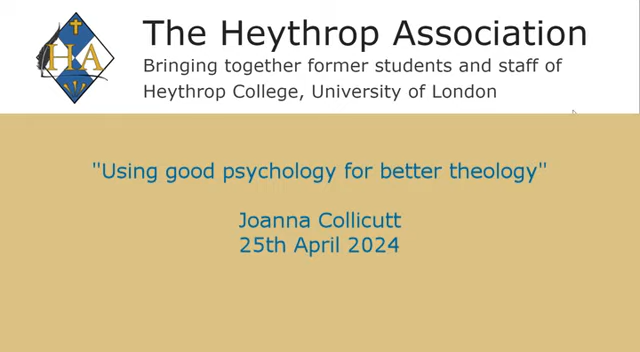 HA
The Heythrop Association
Bringing together former students and staff of
Heythrop College, University of London
"Using good psychology for better theology"
Joanna Collicutt
25th April 2024